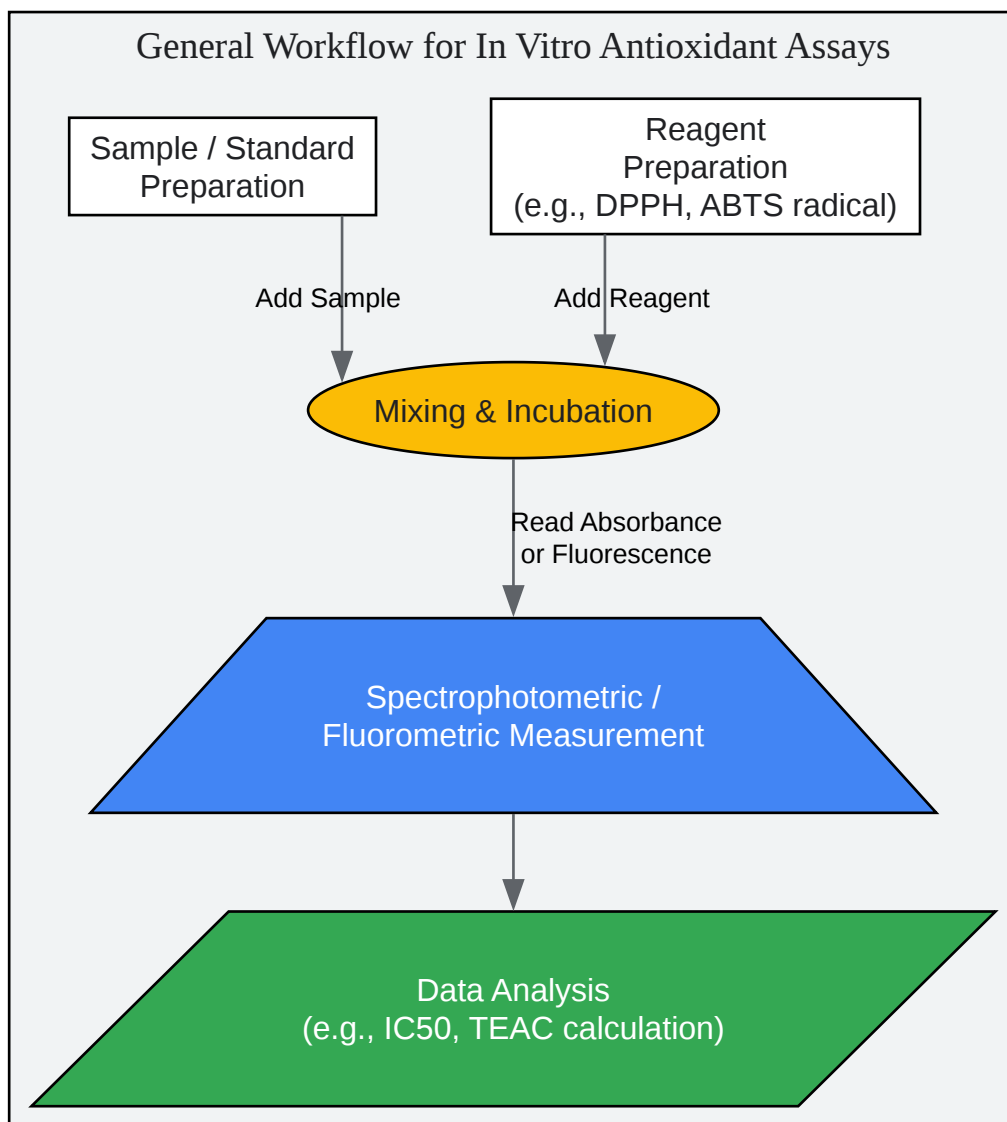 General Workflow for In Vitro Antioxidant Assays
Sample / Standard
Preparation
Reagent
Preparation
(e.g., DPPH, ABTS radical)
Add Sample
Add Reagent
Mixing & Incubation
Read Absorbance
or Fluorescence
Spectrophotometric /
Fluorometric Measurement
Data Analysis
(e.g., IC50, TEAC calculation)